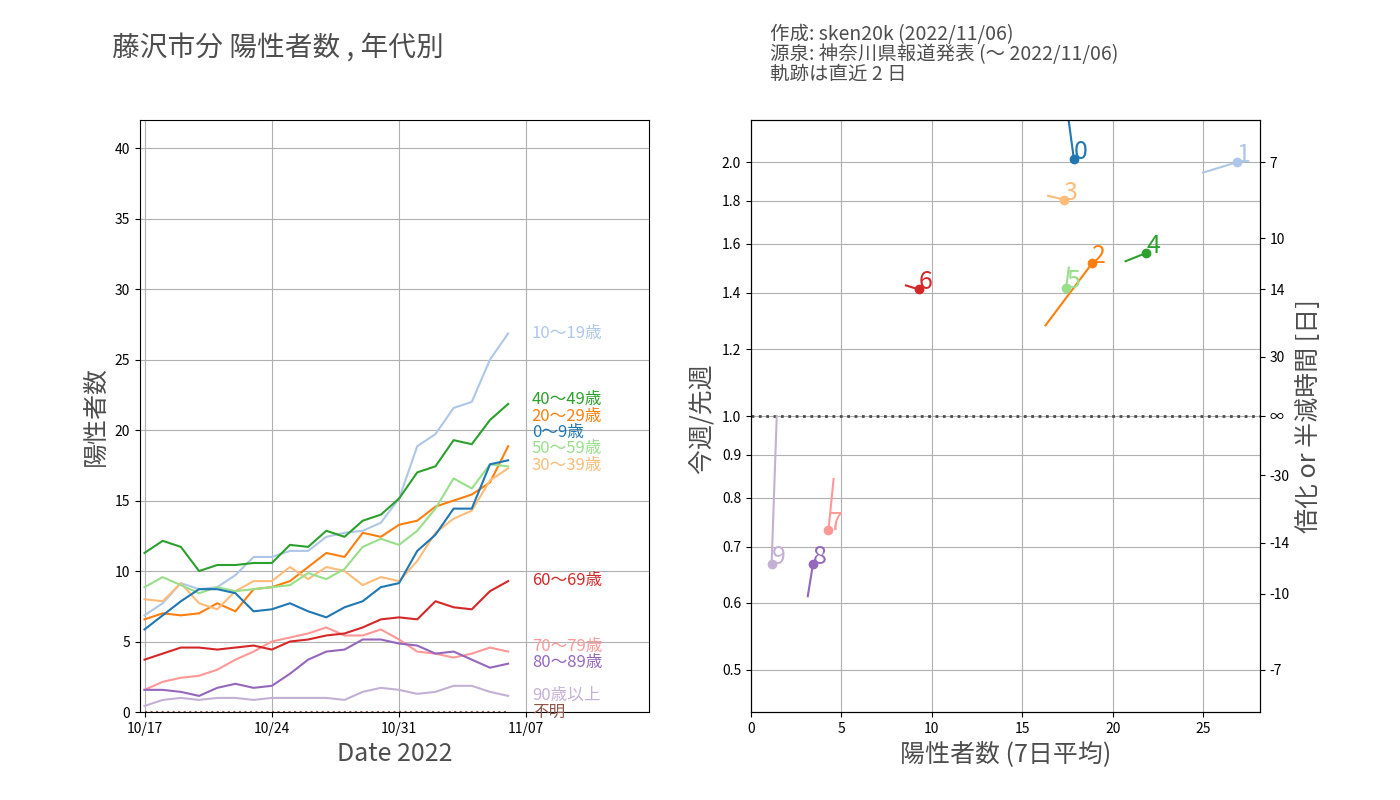 藤沢市分 陽性者数 , 年代別
作成: sken20k (2022/11/06)
源泉: 神奈川県報道発表 (〜 2022/11/06)
軌跡は直近 2 日
陽性者数
40
35
30
25
20
15
10
5
0
10/17
10/24
10/31
11/07
Date 2022
10〜19歳
40〜49歳
20〜29歳
0〜9歳
50〜59歳
30〜39歳
60〜69歳
70〜79歳
80〜89歳
90歳以上
不明
今週/先週
2.0
1.8
1.6
1.4
1.2
1.0
0.9
0.8
0.7
0.6
0.5
0
1
3
4
2
5
6
7
8
9
0
5
10
15
20
25
陽性者数 (7日平均)
7
10
14
30
∞
-30
-14
-10
-7
倍化 or 半減時間 [日]